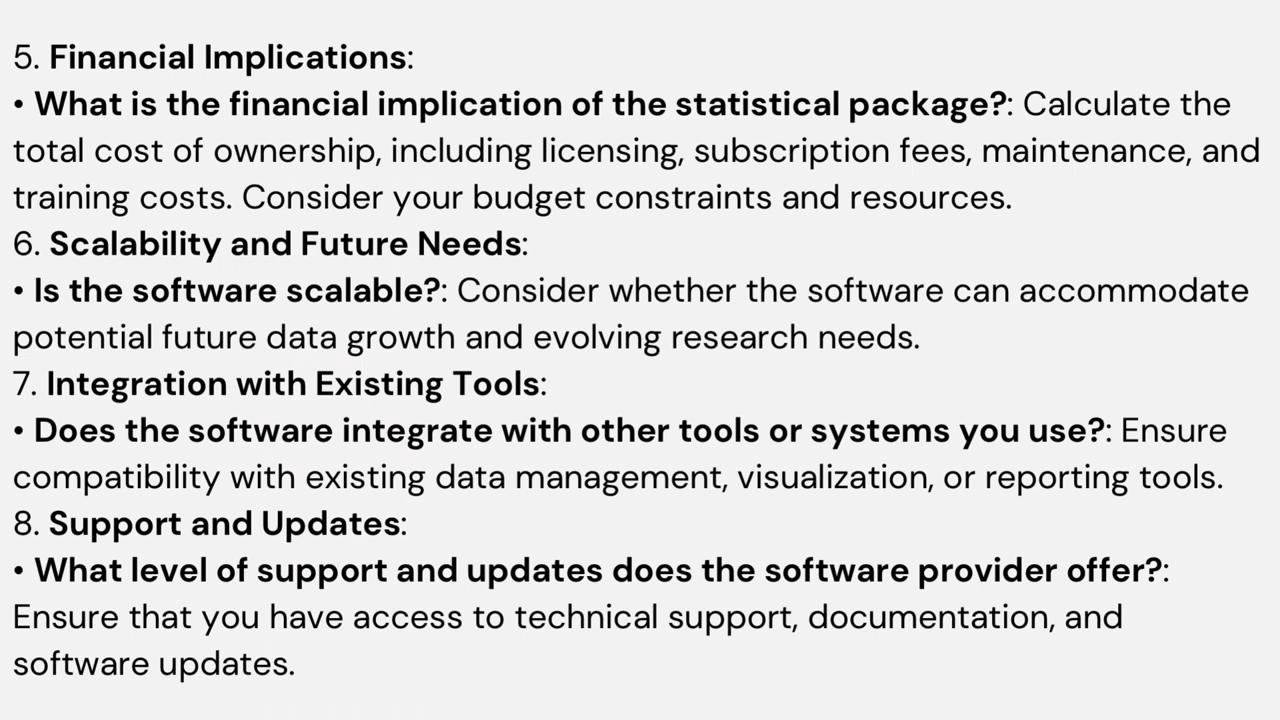 5. Financial Implications:
• What is the financial implication of the statistical package?: Calculate the
total cost of ownership, including licensing, subscription fees, maintenance, and
training costs. Consider your budget constraints and resources.
6. Scalability and Future Needs:
• Is the software scalable?: Consider whether the software can accommodate
potential future data growth and evolving research needs.
7. Integration with Existing Tools:
• Does the software integrate with other tools or systems you use?: Ensure
compatibility with existing data management, visualization, or reporting tools.
8. Support and Updates:
• What level of support and updates does the software provider offer?:
Ensure that you have access to technical support, documentation, and
software updates.